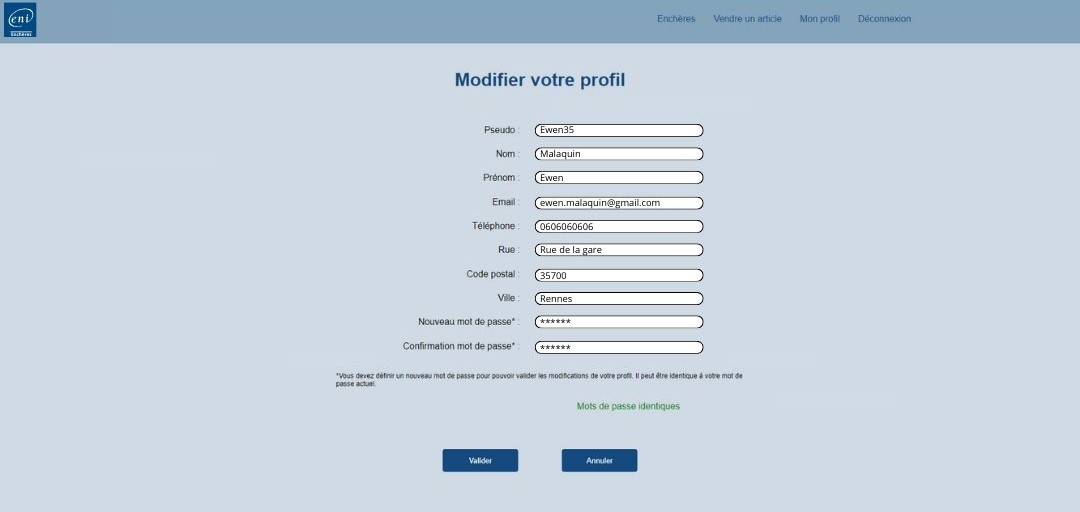 eni
Enchères
Enchères Vendre un article Mon profil Déconnexion
Modifier votre profil
Pseudo : Ewen35
Nom : Malaquin
Prénom : Ewen
Email : ewen.malaquin@gmail.com
Téléphone : 0606060606
Rue : Rue de la gare
Code postal : 35700
Ville : Rennes
Nouveau mot de passe* : ******
Confirmation mot de passe* : ******
*Vous devez définir un nouveau mot de passe pour pouvoir valider les modifications de votre profil. Il peut être identique à votre mot de
passe actuel.
Mots de passe identiques
Valider Annuler